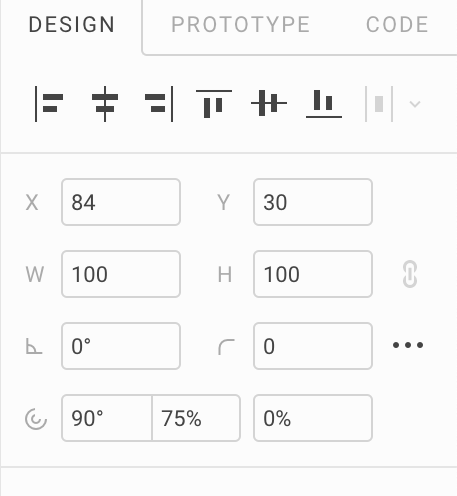 DESIGN PROTOTYPE CODE
X 84 Y 30
W 100 H 100
0° 0
90° 75% 0%